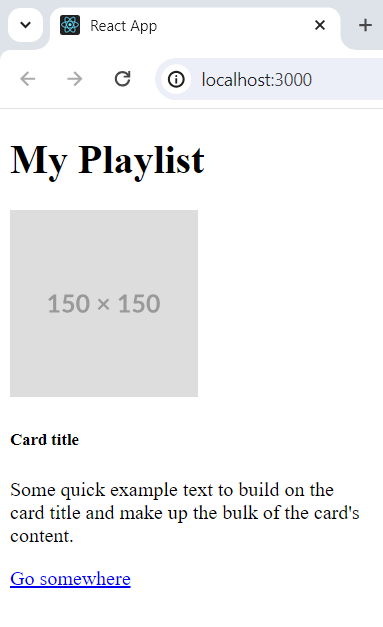 React App
localhost:3000
My Playlist
150 × 150
Card title
Some quick example text to build on the
card title and make up the bulk of the card's
content.
Go somewhere